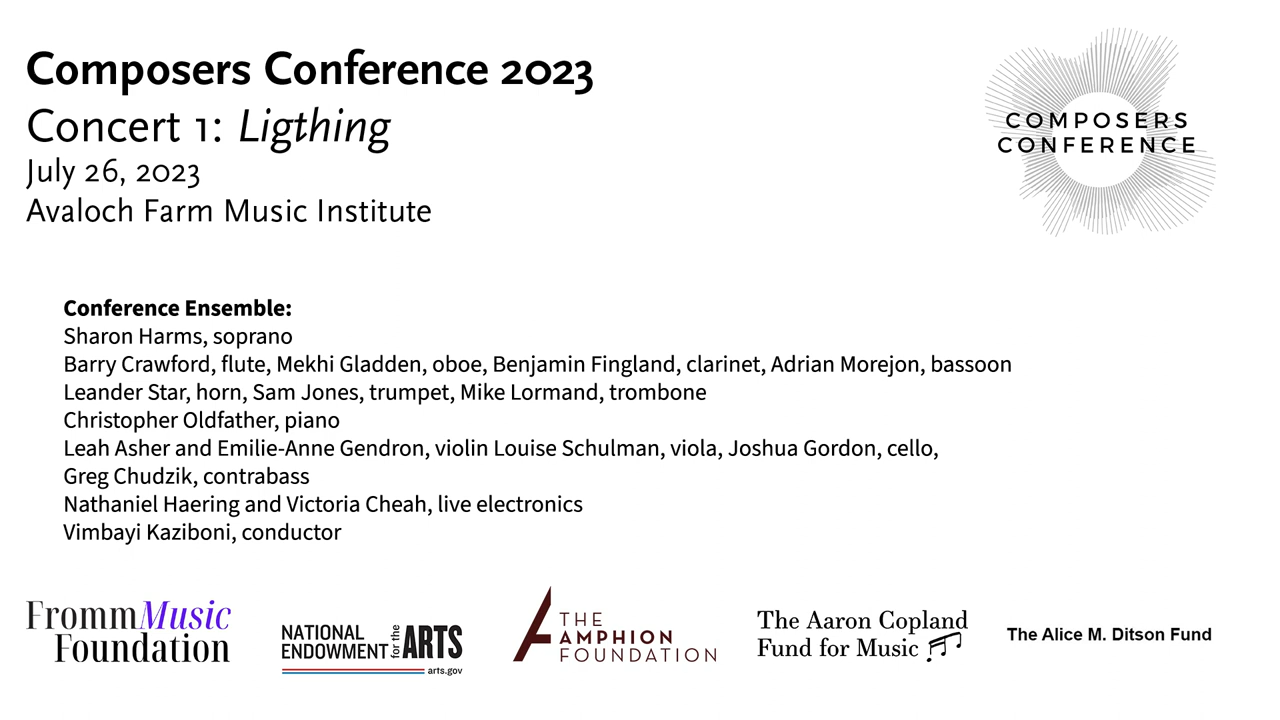 Composers Conference 2023
Concert 1: Ligthing
July 26, 2023
Avaloch Farm Music Institute
COMPOSERS
CONFERENCE
Conference Ensemble:
Sharon Harms, soprano
Barry Crawford, flute, Mekhi Gladden, oboe, Benjamin Fingland, clarinet, Adrian Morejon, bassoon
Leander Star, horn, Sam Jones, trumpet, Mike Lormand, trombone
Christopher Oldfather, piano
Leah Asher and Emilie-Anne Gendron, violin Louise Schulman, viola, Joshua Gordon, cello,
Greg Chudzik, contrabass
Nathaniel Haering and Victoria Cheah, live electronics
Vimbayi Kaziboni, conductor
FrommMusic
Foundation
NATIONAL
ENDOWMENT for the ARTS
arts.gov
THE
AMPHION
FOUNDATION
The Aaron Copland
Fund for Music
The Alice M. Ditson Fund